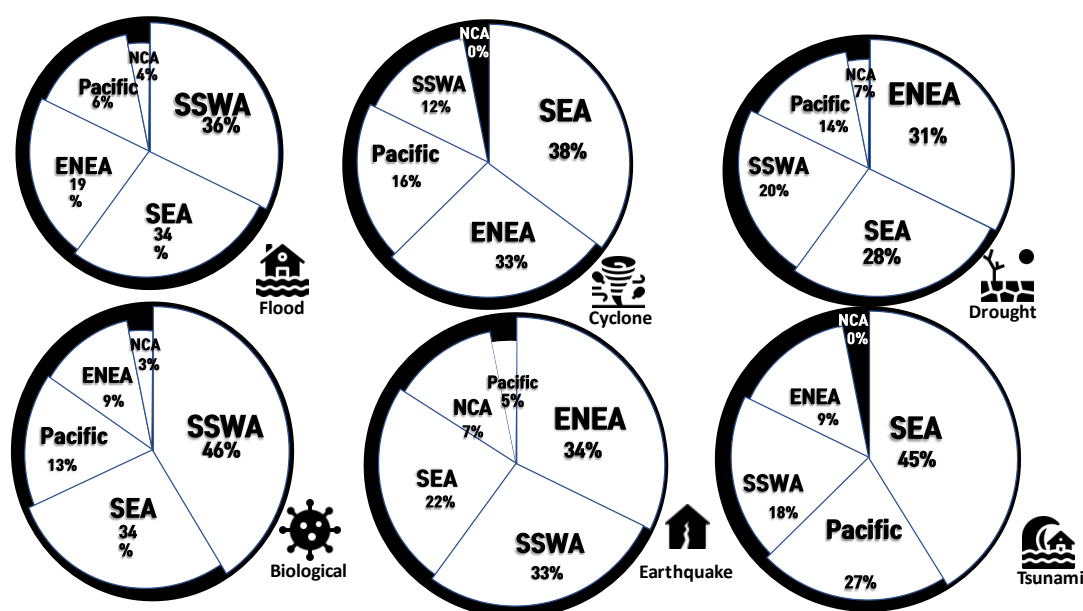 NCA
4%
Pacific
6%
SSWA
36%
ENEA
19
%
SEA
34
%
Flood
NCA
0%
SSWA
12%
SEA
38%
Pacific
16%
ENEA
33%
Cyclone
NCA
7%
ENEA
31%
Pacific
14%
SSWA
20%
SEA
28%
Drought
NCA
3%
ENEA
9%
SSWA
46%
Pacific
13%
SEA
34
%
Biological
Pacific
5%
NCA
7%
ENEA
34%
SEA
22%
SSWA
33%
Earthquake
NCA
0%
ENEA
9%
SEA
45%
SSWA
18%
Pacific
27%
Tsunami